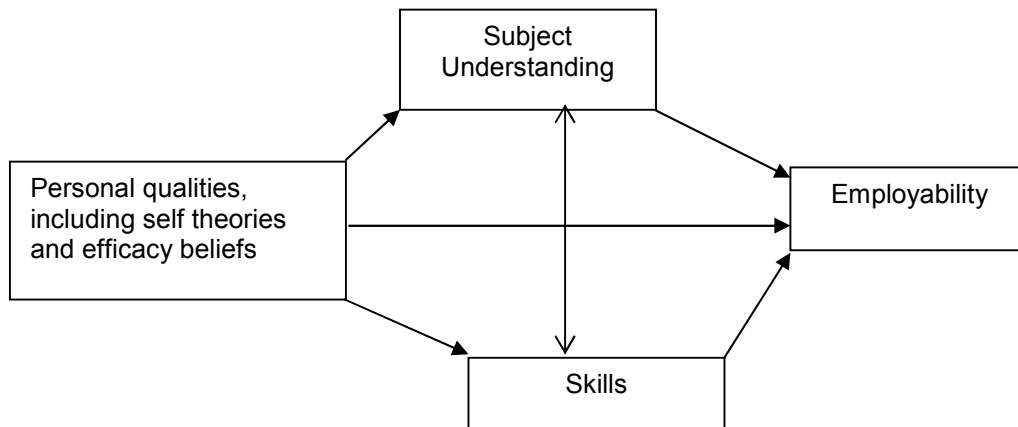 Subject
Understanding
Personal qualities,
including self theories
and efficacy beliefs
Employability
Skills